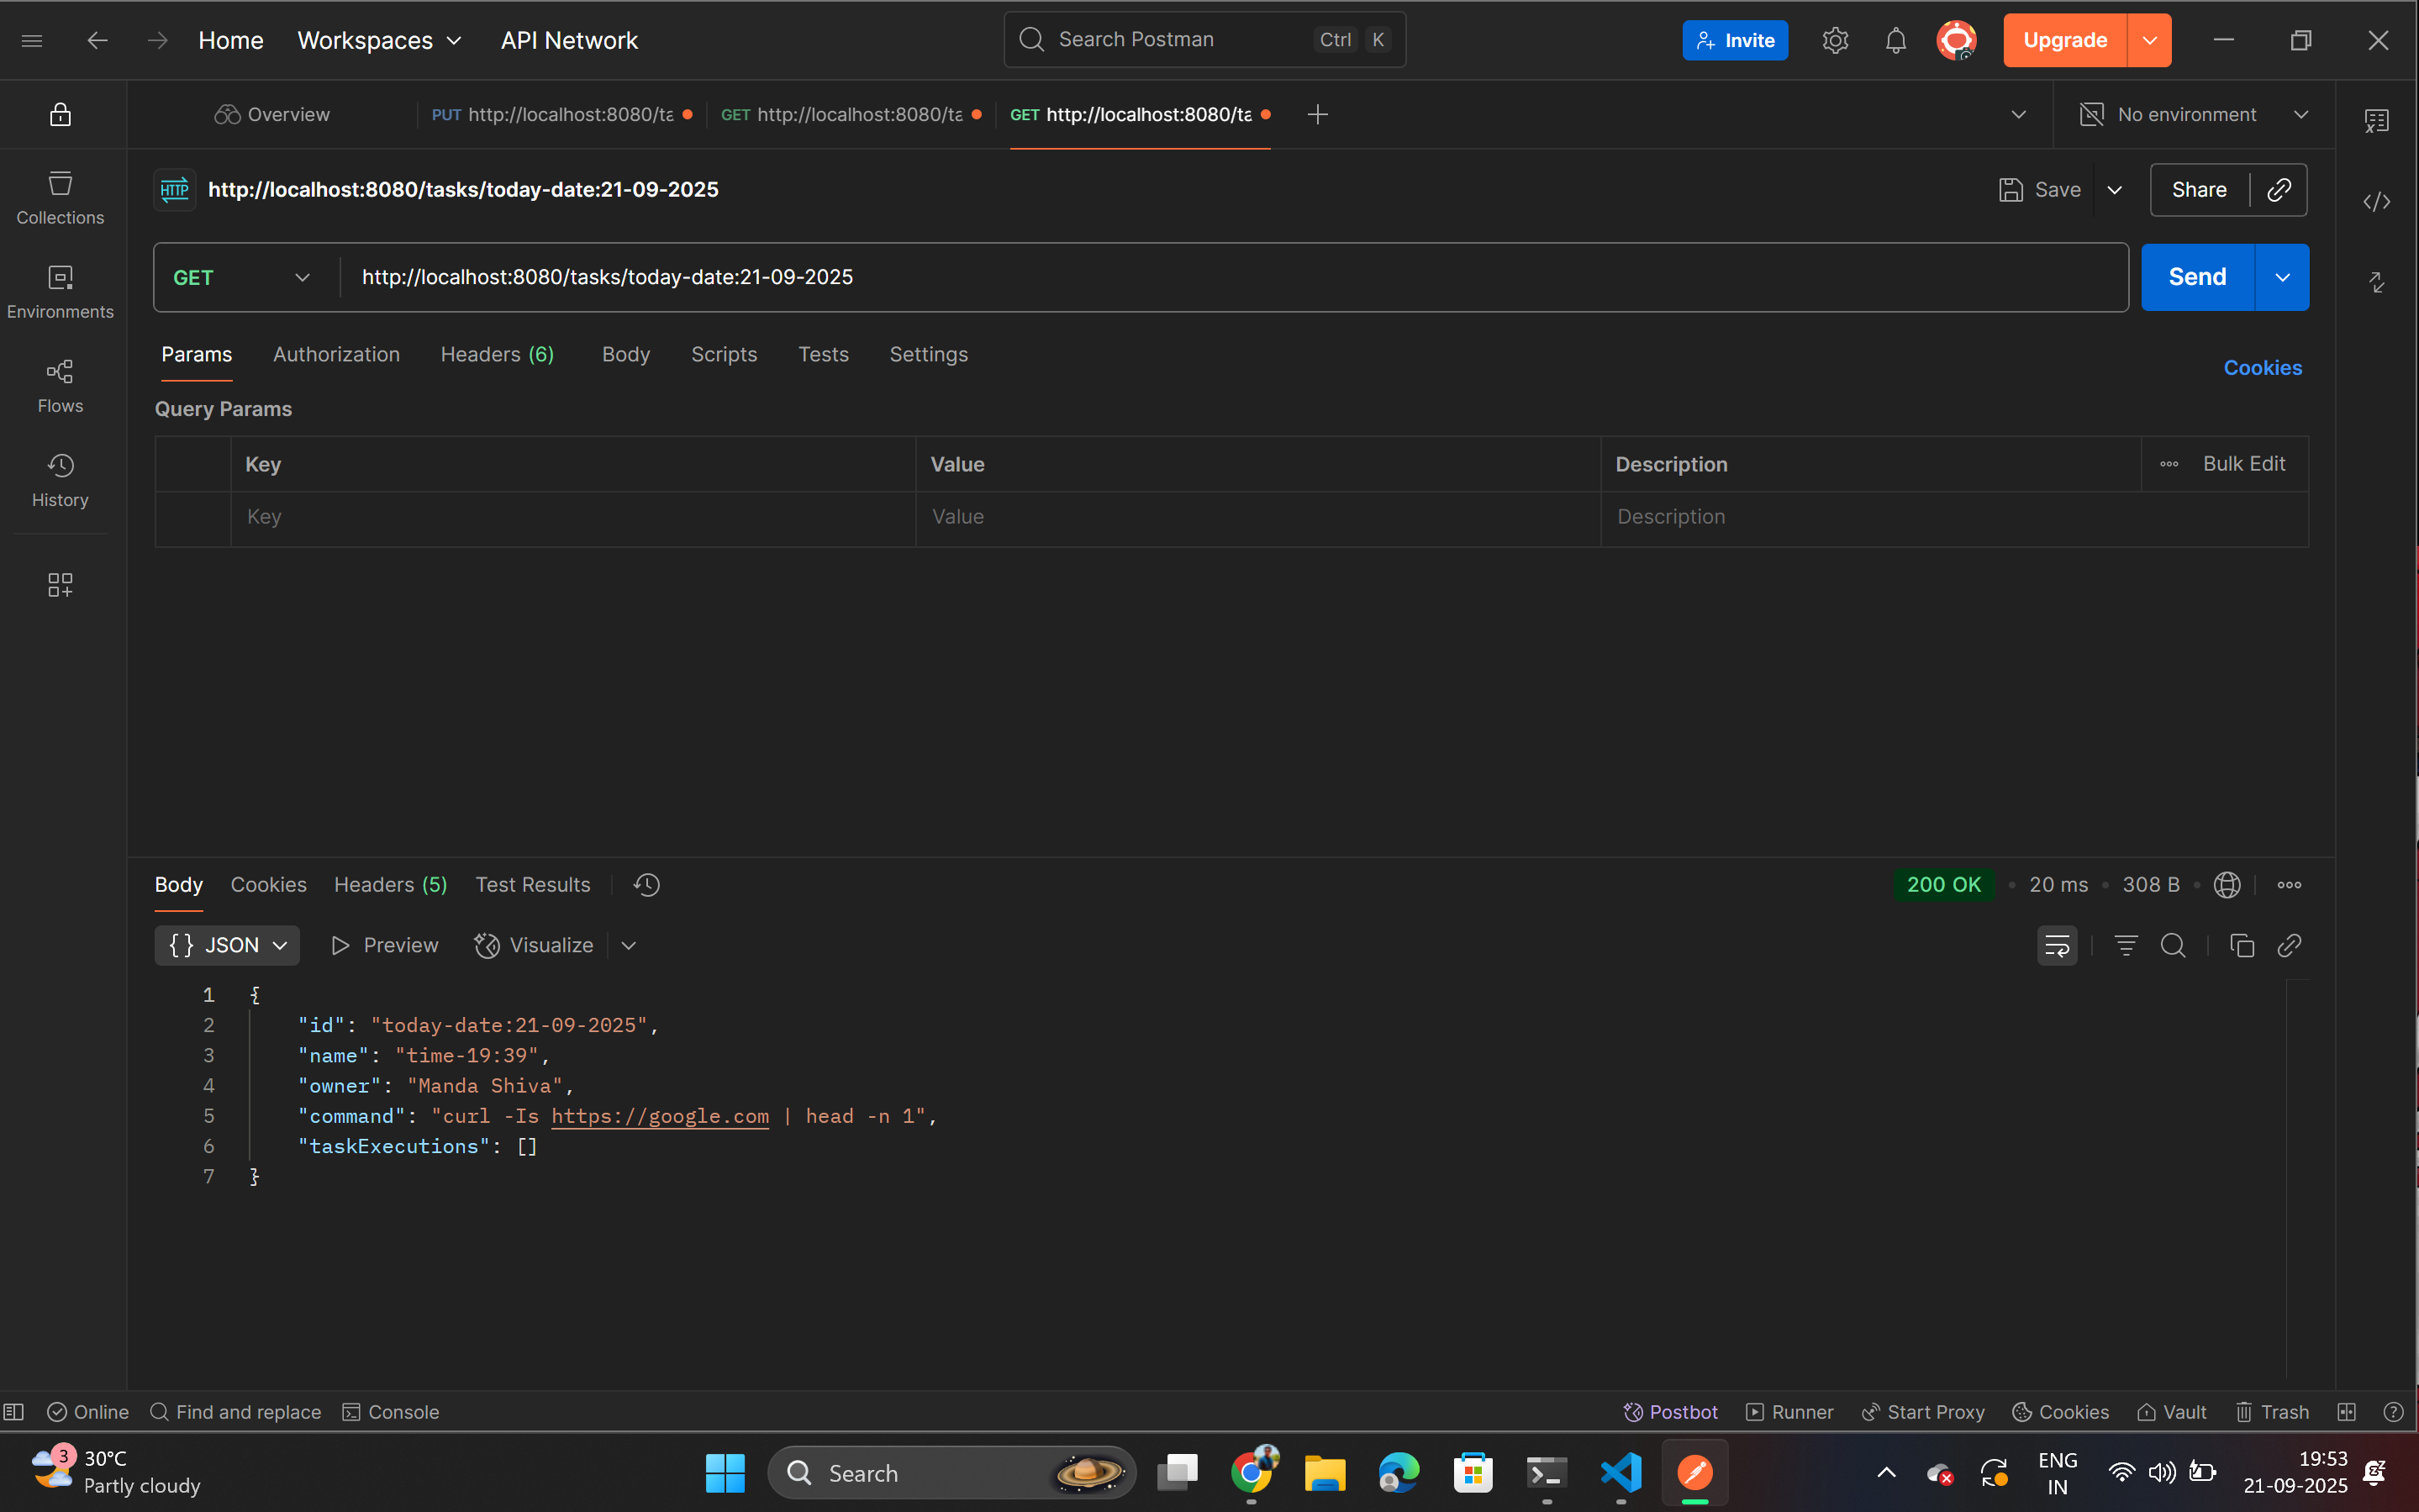 Home Workspaces API Network Search Postman Ctrl K Invite Upgrade
Overview PUT http://localhost:8080/ta GET http://localhost:8080/ta GET http://localhost:8080/ta No environment
HTTP http://localhost:8080/tasks/today-date:21-09-2025 Save Share
Collections
GET http://localhost:8080/tasks/today-date:21-09-2025 Send
Environments
Params Authorization Headers (6) Body Scripts Tests Settings Cookies
Flows
Query Params
Key Value Description Bulk Edit
History
Key Value Description
Body Cookies Headers (5) Test Results 200 OK 20 ms 308 B
{} JSON Preview Visualize
1 {
2 "id": "today-date:21-09-2025",
3 "name": "time-19:39",
4 "owner": "Manda Shiva",
5 "command": "curl -Is https://google.com | head -n 1",
6 "taskExecutions": []
7 }
Online Find and replace Console Postbot Runner Start Proxy Cookies Vault Trash
3 30°C
Partly cloudy
Search
ENG
IN
19:53
21-09-2025